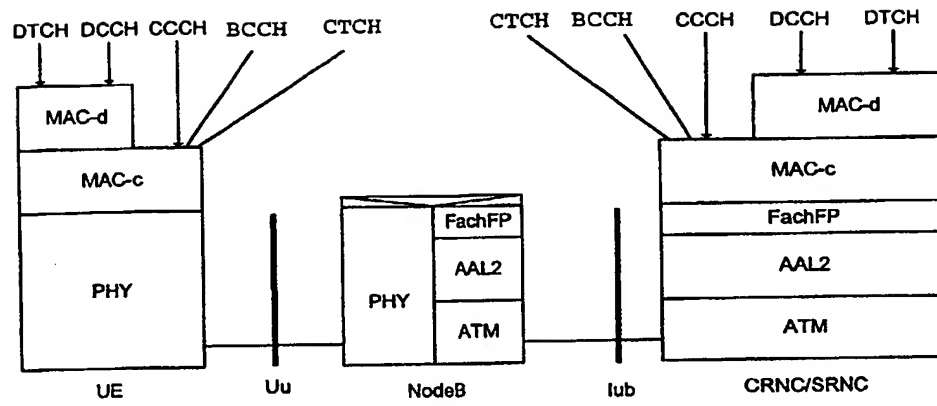 DTCH DCCH CCCH BCCH CTCH
CTCH BCCH CCCH DCCH DTCH
MAC-d
MAC-d
MAC-c
MAC-c
FachFP
FachFP
PHY
PHY
AAL2
AAL2
ATM
ATM
UE
Uu
NodeB
Iub
CRNC/SRNC